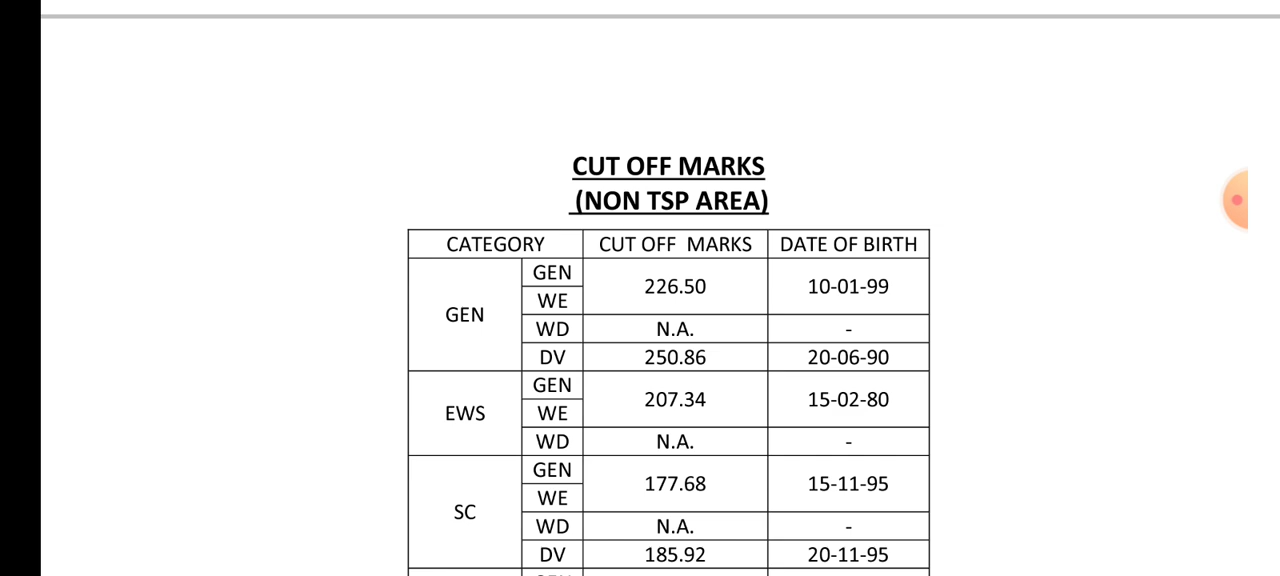 CUT OFF MARKS
(NON TSP AREA)
CATEGORY CUT OFF MARKS DATE OF BIRTH
GEN GEN 226.50 10-01-99
WE
WD N.A. -
DV 250.86 20-06-90
EWS GEN 207.34 15-02-80
WE
WD N.A. -
SC GEN 177.68 15-11-95
WE
WD N.A. -
DV 185.92 20-11-95